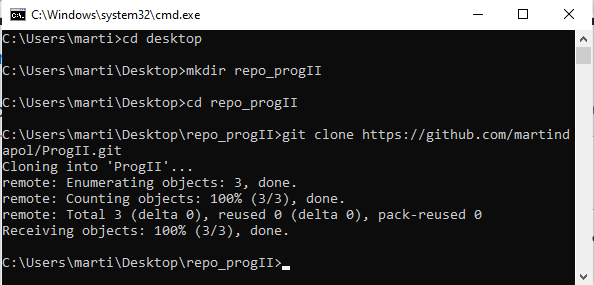 C:\Windows\system32\cmd.exe
C:\Users\marti>cd desktop
C:\Users\marti\Desktop>mkdir repo_progII
C:\Users\marti\Desktop>cd repo_progII
C:\Users\marti\Desktop\repo_progII>git clone https://github.com/martind
apol/ProgII.git
Cloning into 'ProgII'...
remote: Enumerating objects: 3, done.
remote: Counting objects: 100% (3/3), done.
remote: Total 3 (delta 0), reused 0 (delta 0), pack-reused 0
Receiving objects: 100% (3/3), done.
C:\Users\marti\Desktop\repo_progII>